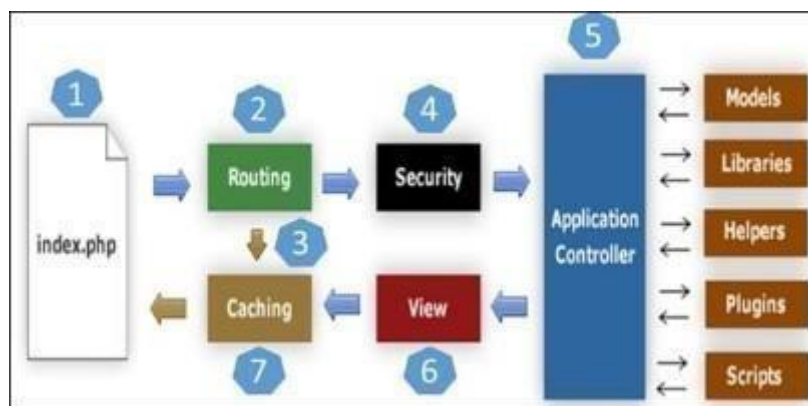 5
1
2
4
Models
Routing
Security
Libraries
index.php
3
Application
Controller
Helpers
Caching
View
Plugins
7
6
Scripts